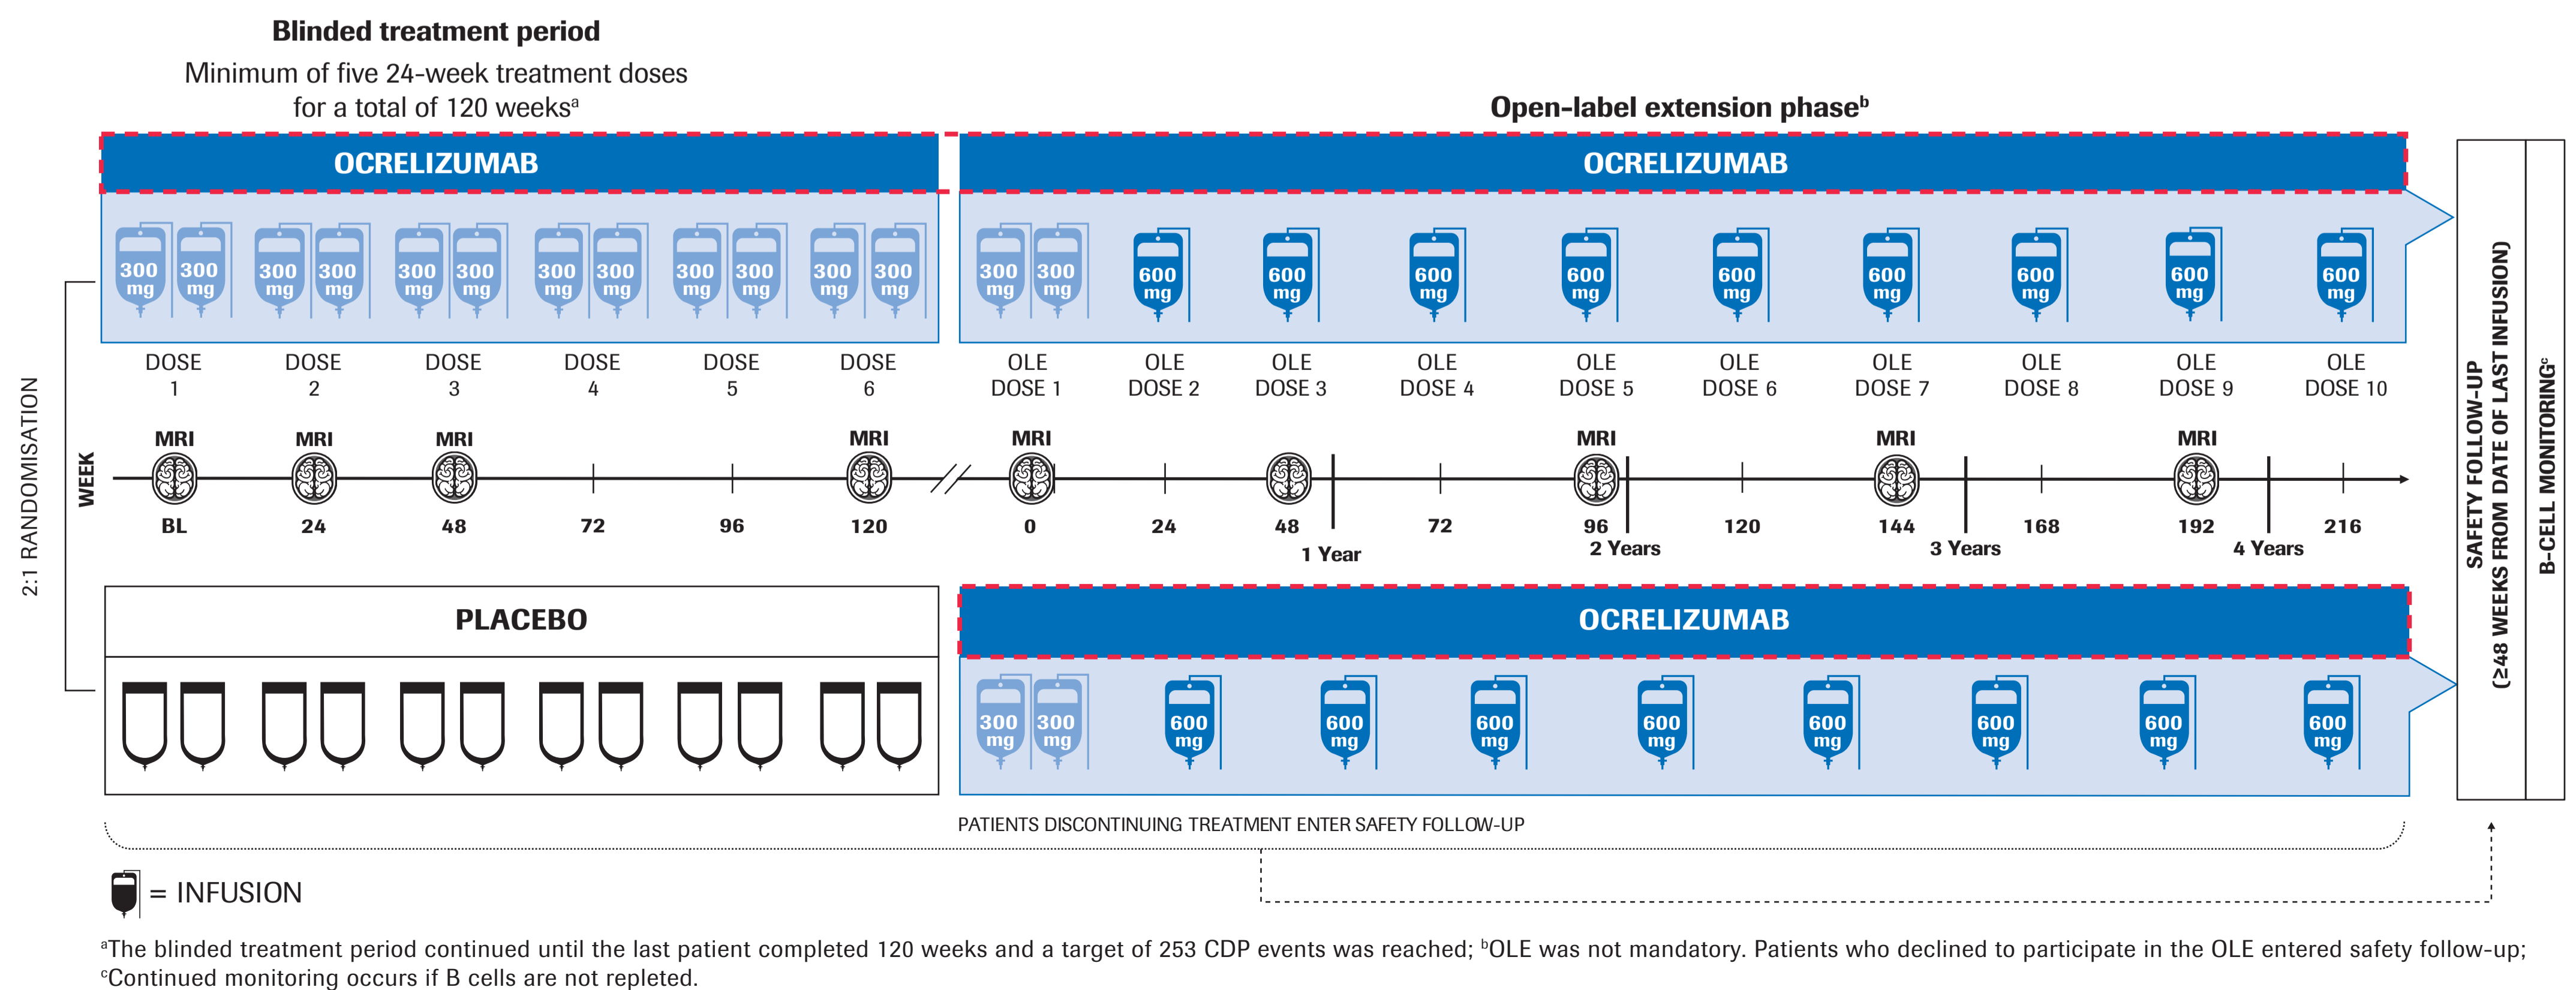 Blinded treatment period
Minimum of five 24-week treatment doses
for a total of 120 weeksᵃ
Open-label extension phaseᵇ
OCRELIZUMAB
OCRELIZUMAB
300 mg 300 mg 300 mg 300 mg 300 mg 300 mg 300 mg 300 mg 300 mg 300 mg 300 mg 300 mg
300 mg 300 mg 600 mg 600 mg 600 mg 600 mg 600 mg 600 mg 600 mg 600 mg 600 mg
DOSE 1 DOSE 2 DOSE 3 DOSE 4 DOSE 5 DOSE 6
OLE DOSE 1 OLE DOSE 2 OLE DOSE 3 OLE DOSE 4 OLE DOSE 5 OLE DOSE 6 OLE DOSE 7 OLE DOSE 8 OLE DOSE 9 OLE DOSE 10
2:1 RANDOMISATION
WEEK
MRI MRI MRI MRI MRI MRI MRI MRI
BL 24 48 72 96 120 0 24 48 72 96 120 144 168 192 216
1 Year 2 Years 3 Years 4 Years
PLACEBO
OCRELIZUMAB
300 mg 300 mg 600 mg 600 mg 600 mg 600 mg 600 mg 600 mg 600 mg 600 mg
SAFETY FOLLOW-UP
(≥48 WEEKS FROM DATE OF LAST INFUSION)
B-CELL MONITORINGᶜ
PATIENTS DISCONTINUING TREATMENT ENTER SAFETY FOLLOW-UP
= INFUSION
ᵃThe blinded treatment period continued until the last patient completed 120 weeks and a target of 253 CDP events was reached; ᵇOLE was not mandatory. Patients who declined to participate in the OLE entered safety follow-up;
ᶜContinued monitoring occurs if B cells are not repleted.